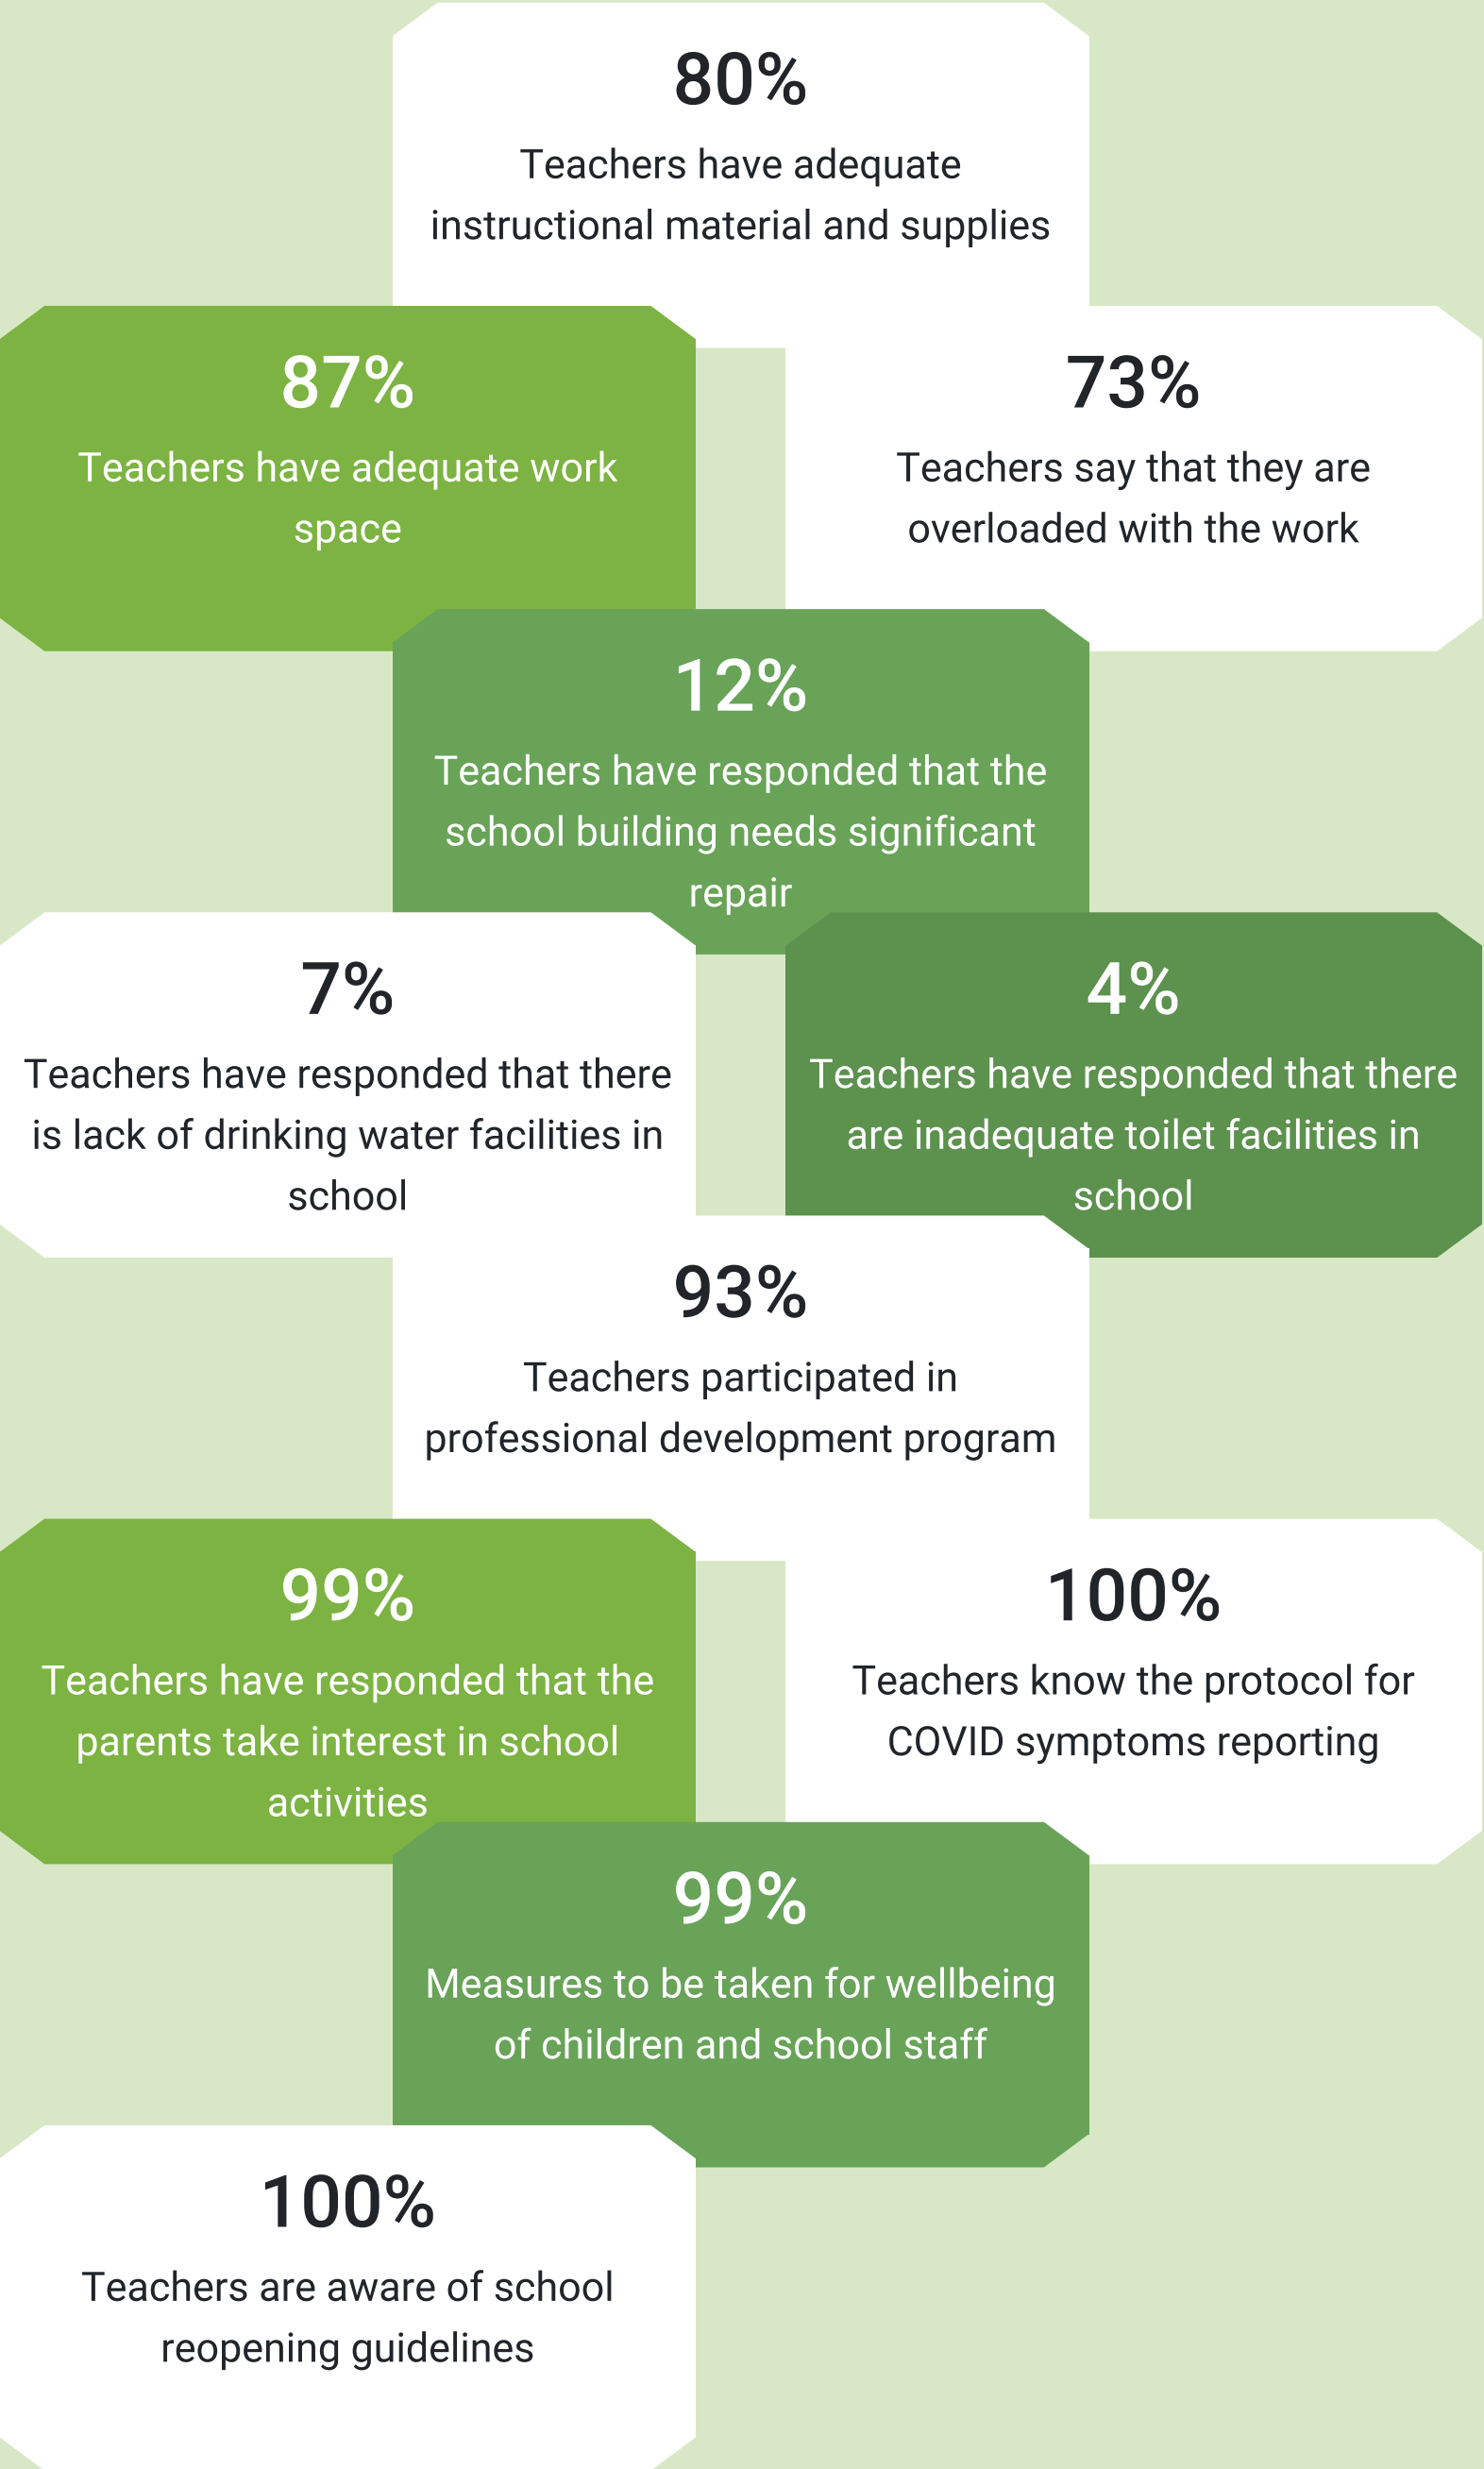 80%
Teachers have adequate
instructional material and supplies
87%
Teachers have adequate work
space
73%
Teachers say that they are
overloaded with the work
12%
Teachers have responded that the
school building needs significant
repair
7%
Teachers have responded that there
is lack of drinking water facilities in
school
4%
Teachers have responded that there
are inadequate toilet facilities in
school
93%
Teachers participated in
professional development program
99%
Teachers have responded that the
parents take interest in school
activities
100%
Teachers know the protocol for
COVID symptoms reporting
99%
Measures to be taken for wellbeing
of children and school staff
100%
Teachers are aware of school
reopening guidelines